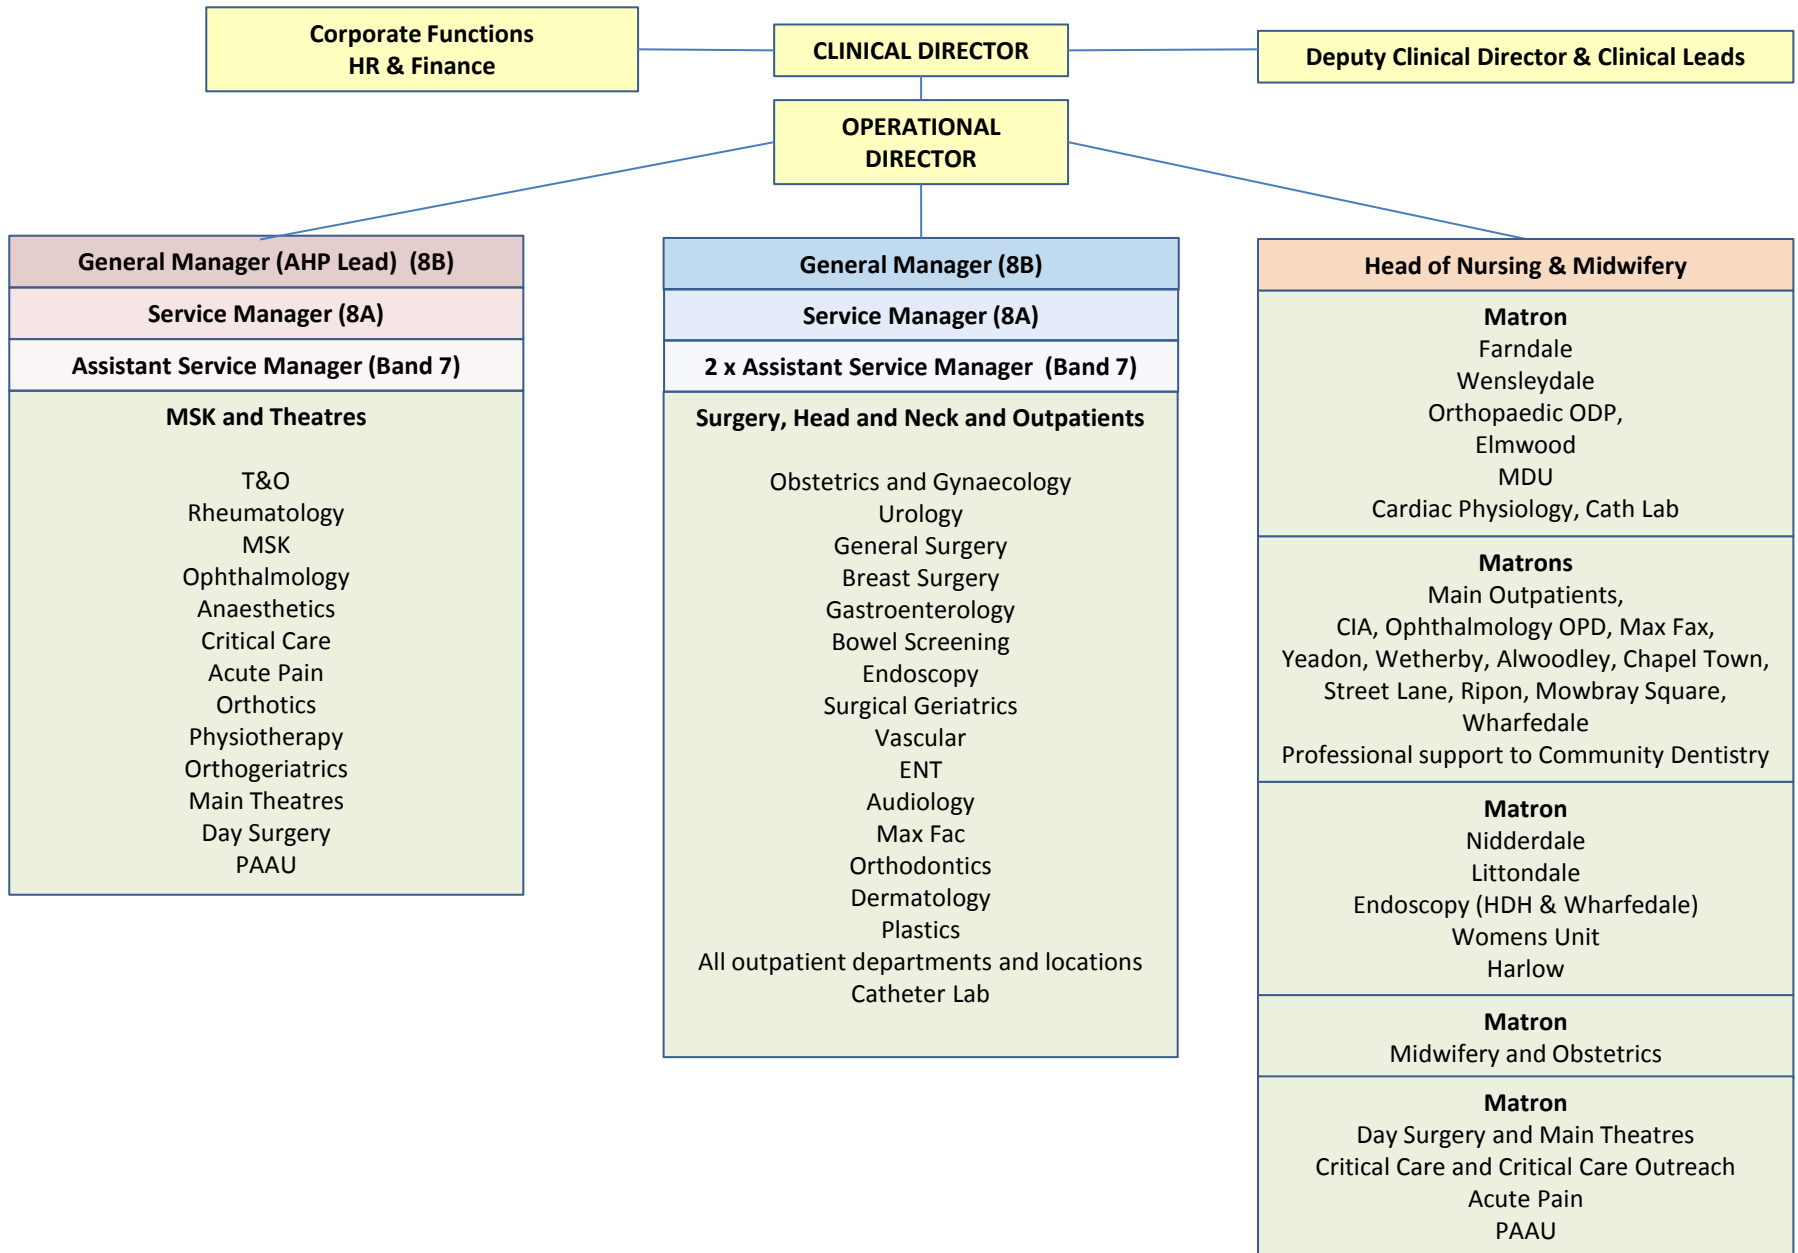 Corporate Functions
HR & Finance
CLINICAL DIRECTOR
Deputy Clinical Director & Clinical Leads
OPERATIONAL
DIRECTOR
General Manager (AHP Lead)  (8B)
Service Manager (8A)
Assistant Service Manager (Band 7)
MSK and Theatres
T&O
Rheumatology
MSK
Ophthalmology
Anaesthetics
Critical Care
Acute Pain
Orthotics
Physiotherapy
Orthogeriatrics
Main Theatres
Day Surgery
PAAU
General Manager (8B)
Service Manager (8A)
2 x Assistant Service Manager  (Band 7)
Surgery, Head and Neck and Outpatients
Obstetrics and Gynaecology
Urology
General Surgery
Breast Surgery
Gastroenterology
Bowel Screening
Endoscopy
Surgical Geriatrics
Vascular
ENT
Audiology
Max Fac
Orthodontics
Dermatology
Plastics
All outpatient departments and locations
Catheter Lab
Head of Nursing & Midwifery
Matron
Farndale
Wensleydale
Orthopaedic ODP,
Elmwood
MDU
Cardiac Physiology, Cath Lab
Matrons
Main Outpatients,
CIA, Ophthalmology OPD, Max Fax,
Yeadon, Wetherby, Alwoodley, Chapel Town,
Street Lane, Ripon, Mowbray Square,
Wharfedale
Professional support to Community Dentistry
Matron
Nidderdale
Littondale
Endoscopy (HDH & Wharfedale)
Womens Unit
Harlow
Matron
Midwifery and Obstetrics
Matron
Day Surgery and Main Theatres
Critical Care and Critical Care Outreach
Acute Pain
PAAU